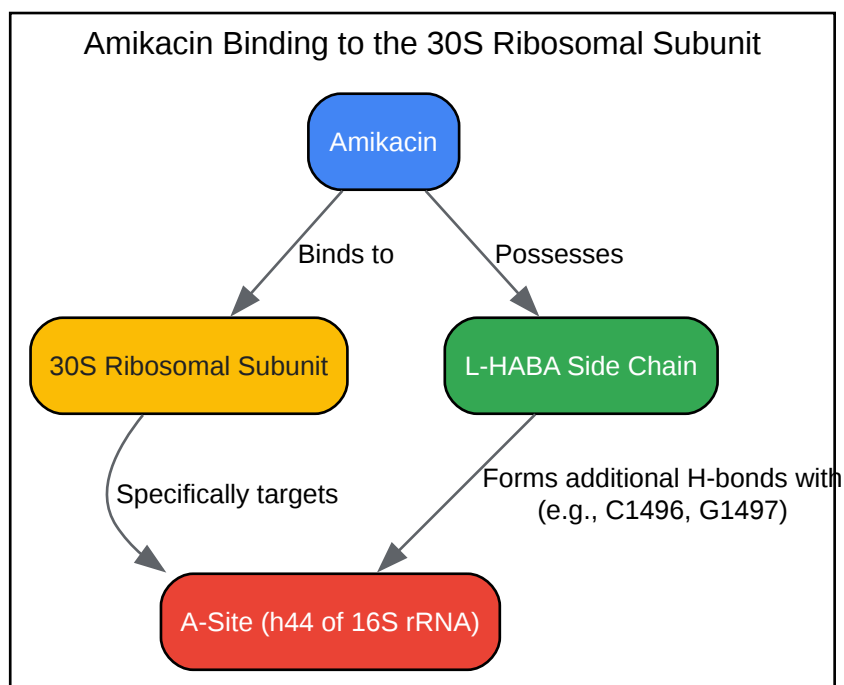 Amikacin Binding to the 30S Ribosomal Subunit
Amikacin
Binds to
Possesses
30S Ribosomal Subunit
L-HABA Side Chain
Specifically targets
Forms additional H-bonds with
(e.g., C1496, G1497)
A-Site (h44 of 16S rRNA)